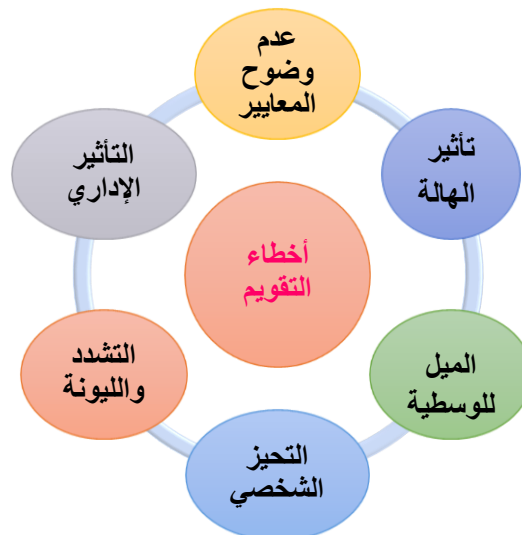 عدم
وضوح
المعايير
تأثير
الهالة
الميل
للوسطية
التحيز
الشخصي
التشدد
والليونة
التأثير
الإداري
أخطاء
التقويم